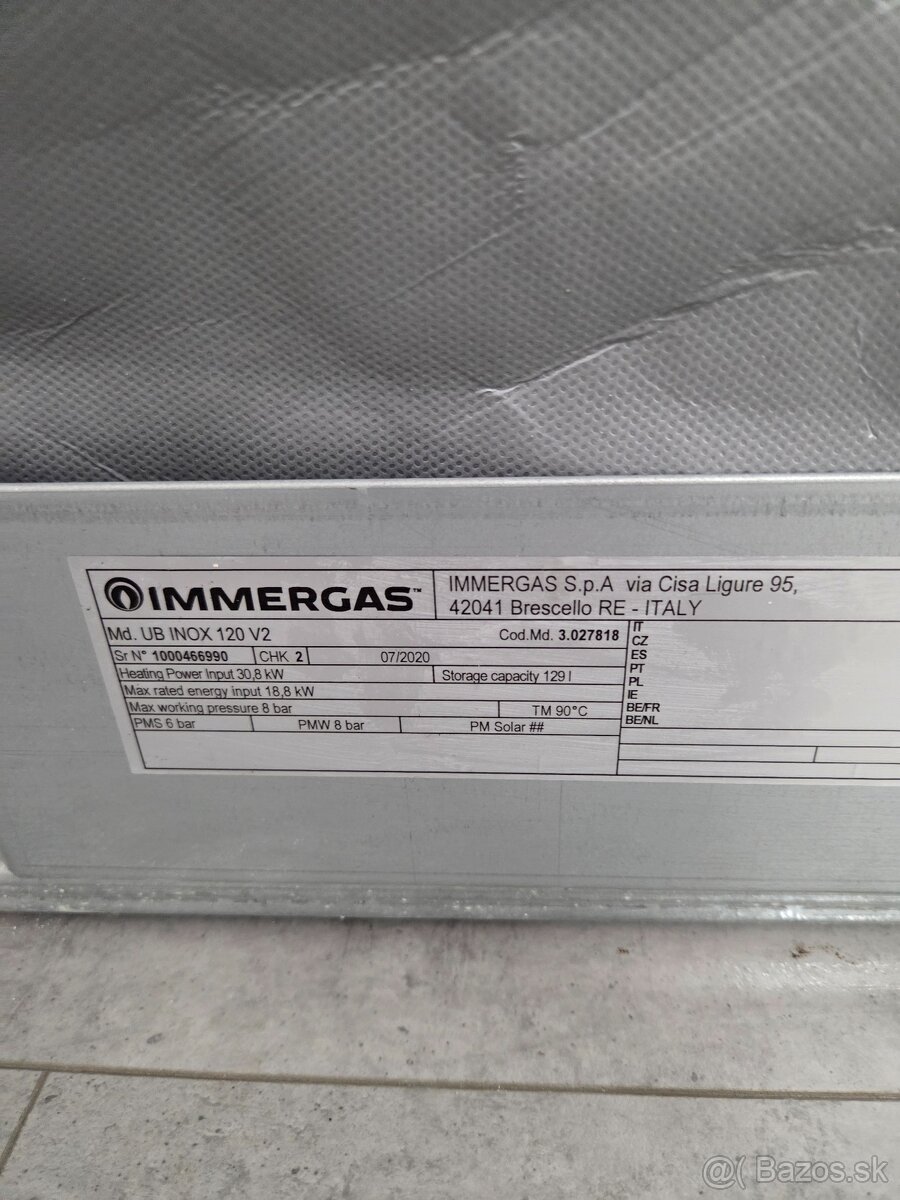 IMMERGAS™
IMMERGAS S.p.A via Cisa Ligure 95,
42041 Brescello RE - ITALY
Md. UB INOX 120 V2 Cod.Md. 3.027818
Sr N° 1000466990 CHK 2 07/2020
Heating Power Input 30,8 kW Storage capacity 129 l
Max rated energy input 18,8 kW
Max working pressure 8 bar TM 90°C
PMS 6 bar PMW 8 bar PM Solar ##
IT
CZ
ES
PT
PL
IE
BE/FR
BE/NL
@( Bazos.sk